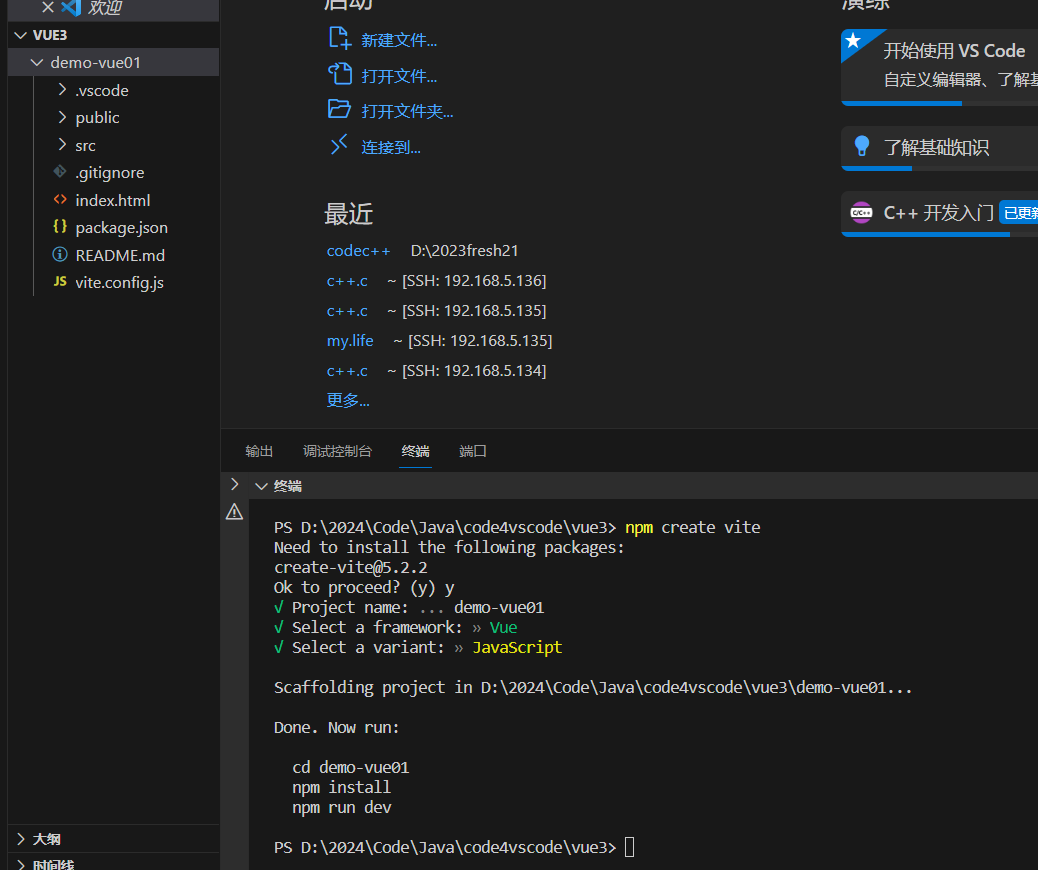 欢迎
VUE3
demo-vue01
.vscode
public
src
.gitignore
index.html
package.json
README.md
vite.config.js
大纲
时间线
启动
新建文件...
打开文件...
打开文件夹...
连接到...
最近
codec++ D:\2023fresh21
c++.c ~ [SSH: 192.168.5.136]
c++.c ~ [SSH: 192.168.5.135]
my.life ~ [SSH: 192.168.5.135]
c++.c ~ [SSH: 192.168.5.134]
更多...
演练
开始使用 VS Code
自定义编辑器、了解基
了解基础知识
C++ 开发入门 已更新
输出 调试控制台 终端 端口
终端
PS D:\2024\Code\Java\code4vscode\vue3> npm create vite
Need to install the following packages:
create-vite@5.2.2
Ok to proceed? (y) y
√ Project name: ... demo-vue01
√ Select a framework: » Vue
√ Select a variant: » JavaScript
Scaffolding project in D:\2024\Code\Java\code4vscode\vue3\demo-vue01...
Done. Now run:
cd demo-vue01
npm install
npm run dev
PS D:\2024\Code\Java\code4vscode\vue3>